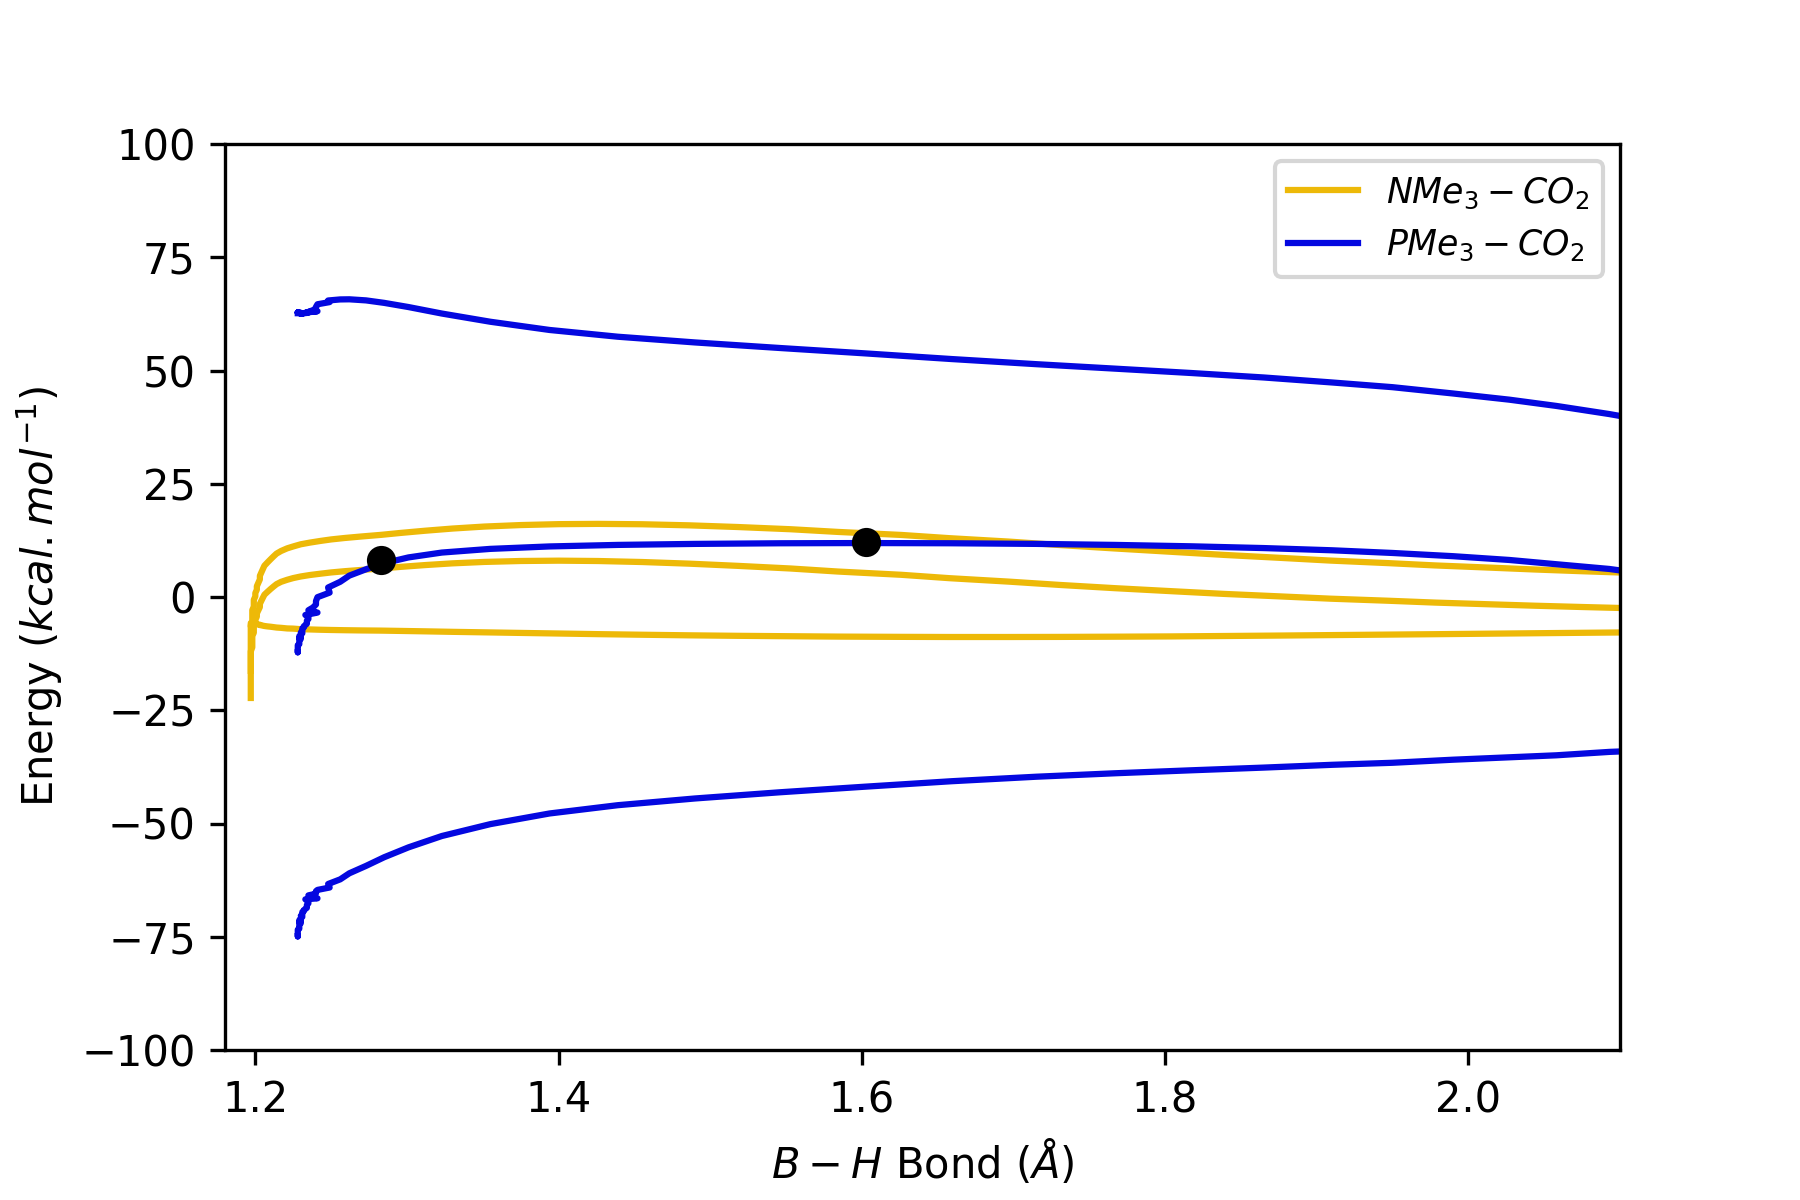 100
75
50
25
0
−25
−50
−75
−100
Energy (kcal.mol⁻¹)
NMe₃ − CO₂
PMe₃ − CO₂
1.2 1.4 1.6 1.8 2.0
B − H Bond (Å)